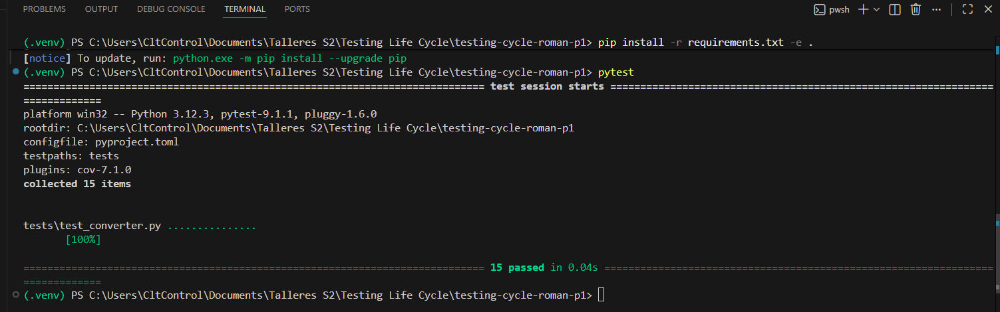 PROBLEMS OUTPUT DEBUG CONSOLE TERMINAL PORTS pwsh
(.venv) PS C:\Users\CltControl\Documents\Talleres S2\Testing Life Cycle\testing-cycle-roman-p1> pip install -r requirements.txt -e .
[notice] To update, run: python.exe -m pip install --upgrade pip
(.venv) PS C:\Users\CltControl\Documents\Talleres S2\Testing Life Cycle\testing-cycle-roman-p1> pytest
============================================================================= test session starts ================================================================
=============
platform win32 -- Python 3.12.3, pytest-9.1.1, pluggy-1.6.0
rootdir: C:\Users\CltControl\Documents\Talleres S2\Testing Life Cycle\testing-cycle-roman-p1
configfile: pyproject.toml
testpaths: tests
plugins: cov-7.1.0
collected 15 items
tests\test_converter.py ...............
[100%]
============================================================================= 15 passed in 0.04s =================================================================
=============
(.venv) PS C:\Users\CltControl\Documents\Talleres S2\Testing Life Cycle\testing-cycle-roman-p1>